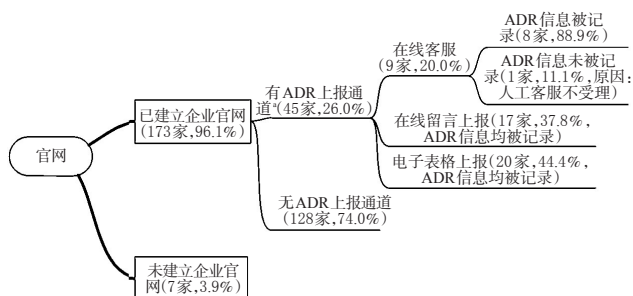 官网
已建立企业官网
(173家,96.1%)
有ADR上报通
道ª(45家,26.0%)
在线客服
(9家,20.0%)
ADR信息被记
录(8家,88.9%)
ADR信息未被记
录(1家,11.1%,原因:
人工客服不受理)
在线留言上报(17家,37.8%,
ADR信息均被记录)
电子表格上报(20家,44.4%,
ADR信息均被记录)
无ADR上报通道
(128家,74.0%)
未建立企业官
网(7家,3.9%)